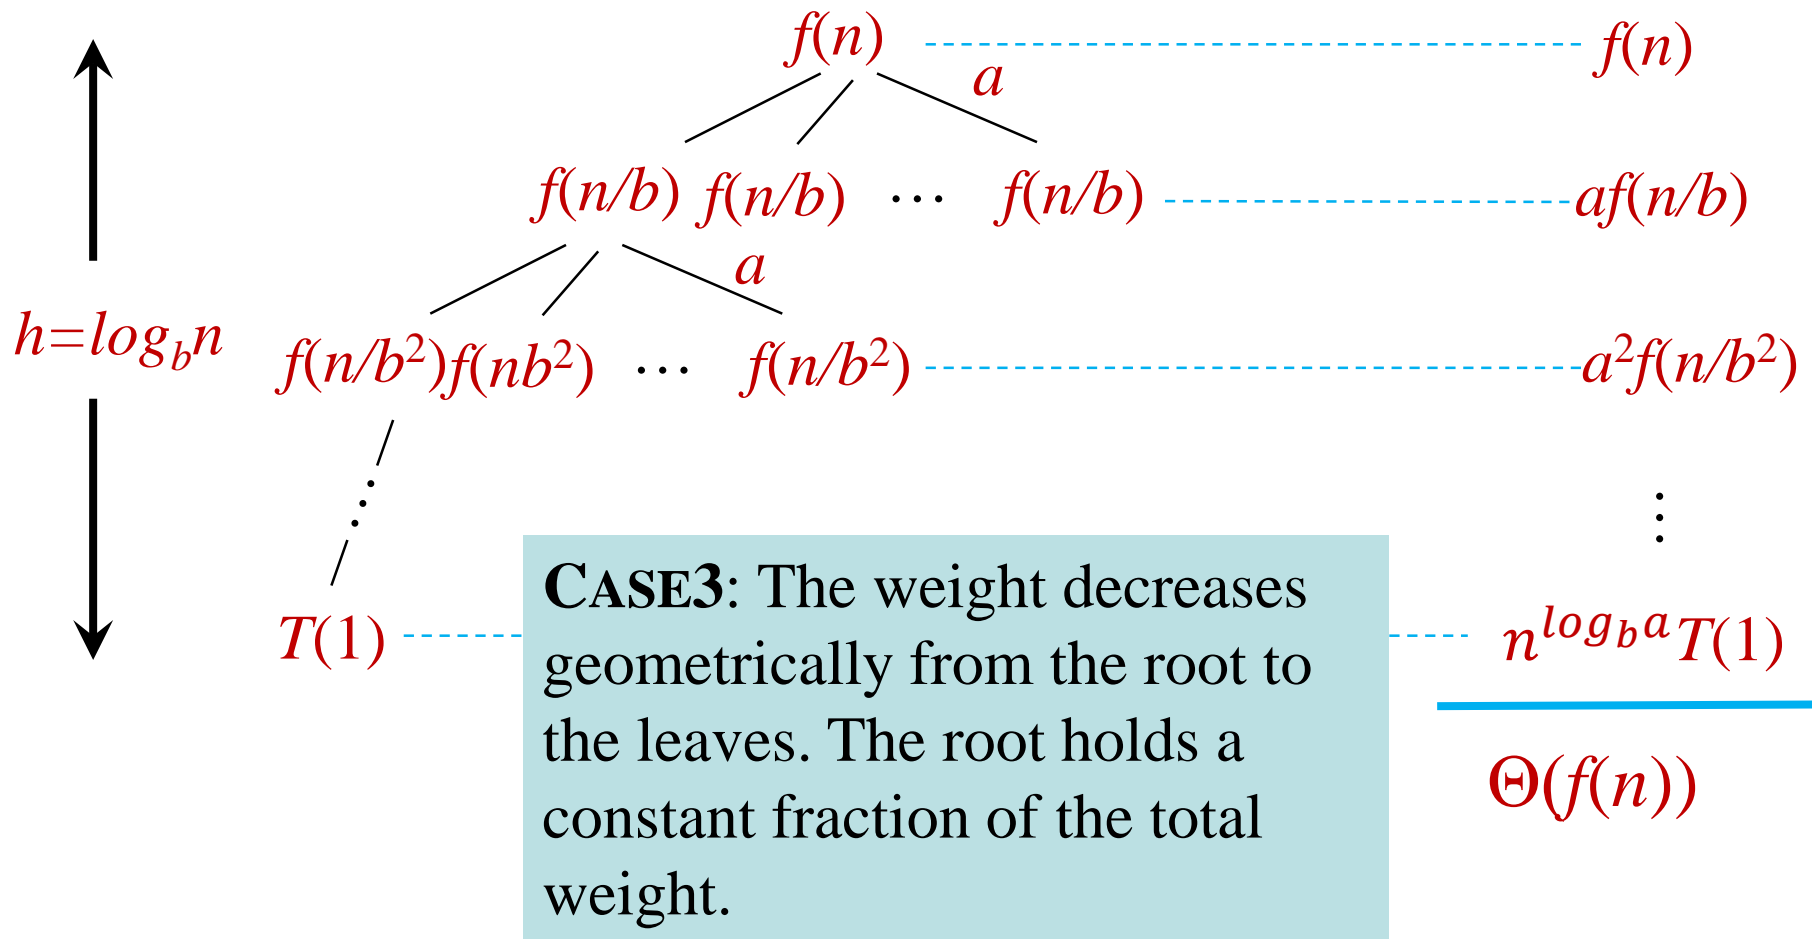 f(n) f(n)
a
f(n/b) f(n/b) ⋯ f(n/b) af(n/b)
a
h=log_b n
f(n/b²)f(nb²) ⋯ f(n/b²) a²f(n/b²)
⋮
T(1) n^{log_b a}T(1)
CASE3: The weight decreases
geometrically from the root to
the leaves. The root holds a
constant fraction of the total
weight.
Θ(f(n))